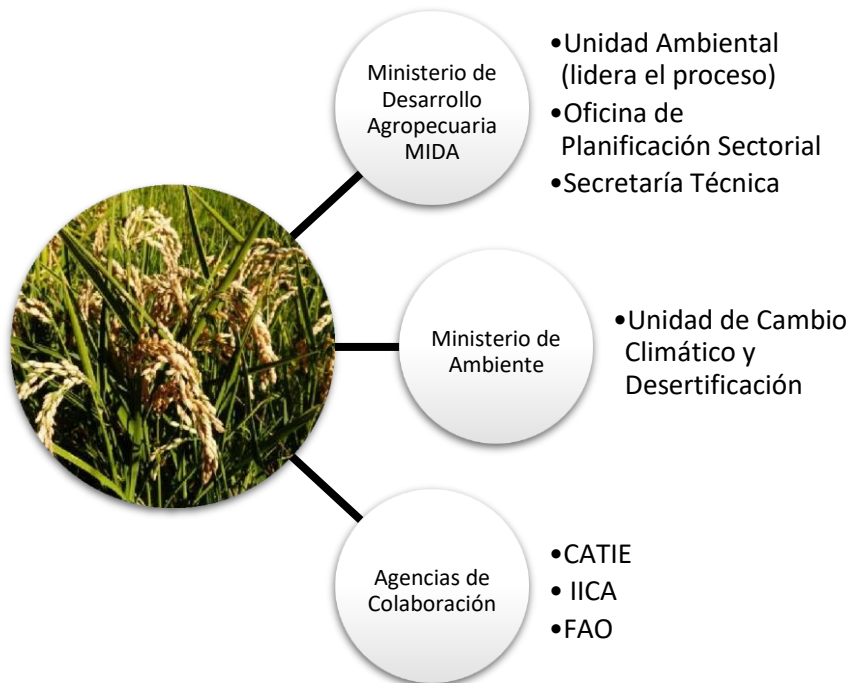 Ministerio de
Desarrollo
Agropecuaria
MIDA
•Unidad Ambiental
(lidera el proceso)
•Oficina de
Planificación Sectorial
•Secretaría Técnica
Ministerio de
Ambiente
•Unidad de Cambio
Climático y
Desertificación
Agencias de
Colaboración
•CATIE
• IICA
•FAO